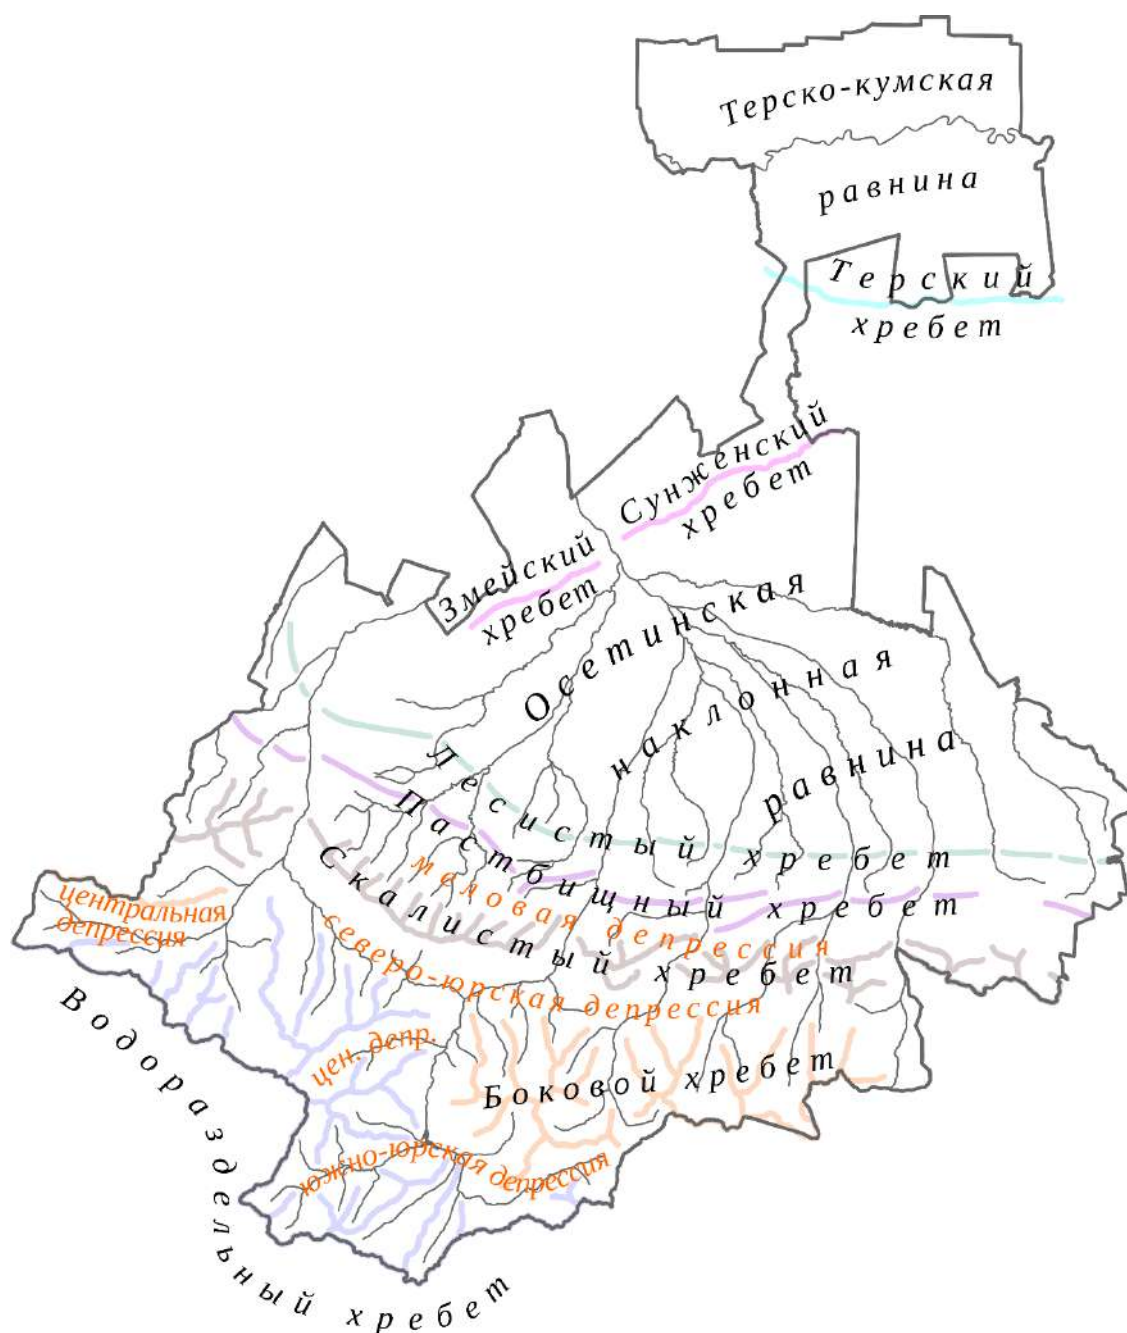 Терско-кумская
равнина
Терский
хребет
Сунженский
хребет
Змейский
хребет
Осетинская
наклонная
равнина
Лесистый хребет
Пастбищный хребет
меловая депрессия
Скалистый хребет
центральная
депрессия
северо-юрская депрессия
цен. депр.
Боковой хребет
южно-юрская депрессия
Водораздельный хребет